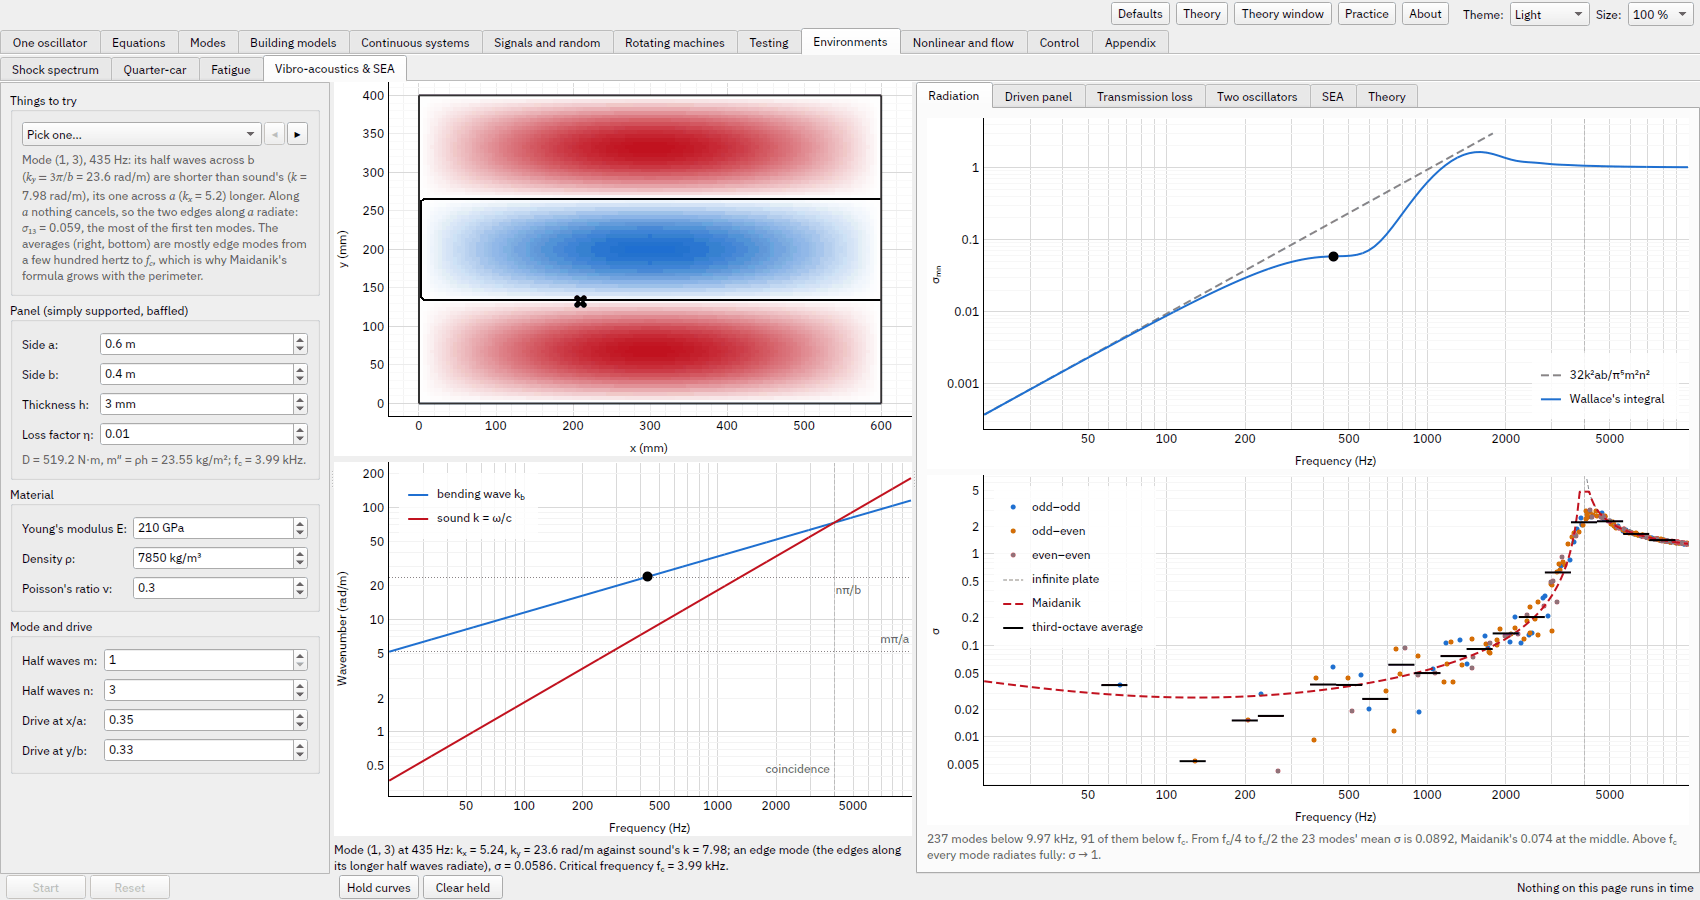 Defaults
Theory
Theory window
Practice
About
Theme:
Light
Size:
100 %
One oscillator
Equations
Modes
Building models
Continuous systems
Signals and random
Rotating machines
Testing
Environments
Nonlinear and flow
Control
Appendix
Shock spectrum
Quarter-car
Fatigue
Vibro-acoustics & SEA
Things to try
Pick one...
Mode (1, 3), 435 Hz: its half waves across b
(ky = 3π/b = 23.6 rad/m) are shorter than sound's (k =
7.98 rad/m), its one across a (kx = 5.2) longer. Along
a nothing cancels, so the two edges along a radiate:
σ₁₃ = 0.059, the most of the first ten modes. The
averages (right, bottom) are mostly edge modes from
a few hundred hertz to fc, which is why Maidanik's
formula grows with the perimeter.
Panel (simply supported, baffled)
Side a:
0.6 m
Side b:
0.4 m
Thickness h:
3 mm
Loss factor η:
0.01
D = 519.2 N·m, m″ = ρh = 23.55 kg/m²; fc = 3.99 kHz.
Material
Young's modulus E:
210 GPa
Density ρ:
7850 kg/m³
Poisson's ratio ν:
0.3
Mode and drive
Half waves m:
1
Half waves n:
3
Drive at x/a:
0.35
Drive at y/b:
0.33
Start
Reset
400
350
300
250
200
150
100
50
0
y (mm)
0
100
200
300
400
500
600
x (mm)
200
100
50
20
10
5
2
1
0.5
Wavenumber (rad/m)
bending wave kb
sound k = ω/c
nπ/b
mπ/a
coincidence
50
100
200
500
1000
2000
5000
Frequency (Hz)
Mode (1, 3) at 435 Hz: kx = 5.24, ky = 23.6 rad/m against sound's k = 7.98; an edge mode (the edges along
its longer half waves radiate), σ = 0.0586. Critical frequency fc = 3.99 kHz.
Hold curves
Clear held
Radiation
Driven panel
Transmission loss
Two oscillators
SEA
Theory
1
0.1
0.01
0.001
σmn
32k²ab/π⁵m²n²
Wallace's integral
50
100
200
500
1000
2000
5000
Frequency (Hz)
5
2
1
0.5
0.2
0.1
0.05
0.02
0.01
0.005
σ
odd–odd
odd–even
even–even
infinite plate
Maidanik
third-octave average
50
100
200
500
1000
2000
5000
Frequency (Hz)
237 modes below 9.97 kHz, 91 of them below fc. From fc/4 to fc/2 the 23 modes' mean σ is 0.0892, Maidanik's 0.074 at the middle. Above fc
every mode radiates fully: σ → 1.
Nothing on this page runs in time